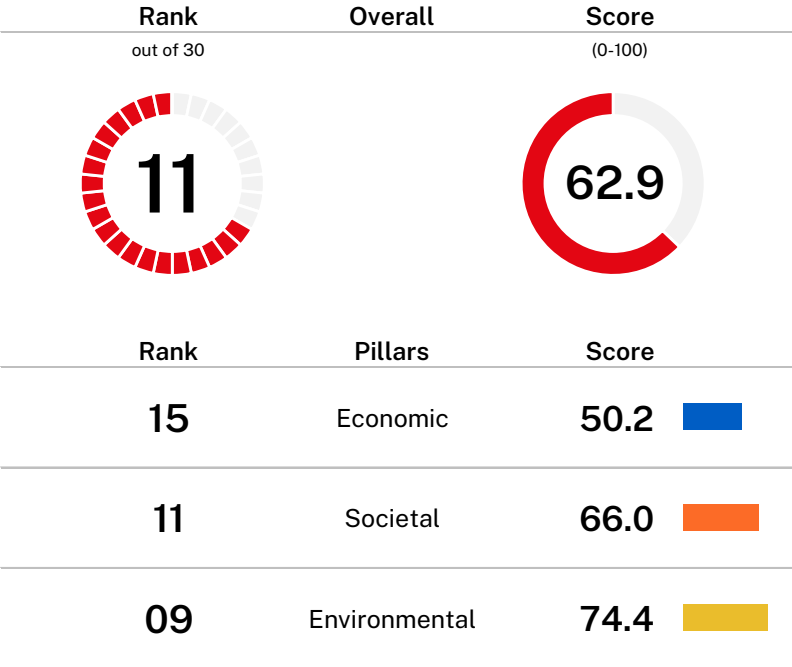 Rank Overall Score
out of 30 (0-100)
11 62.9
Rank Pillars Score
15 Economic 50.2
11 Societal 66.0
09 Environmental 74.4